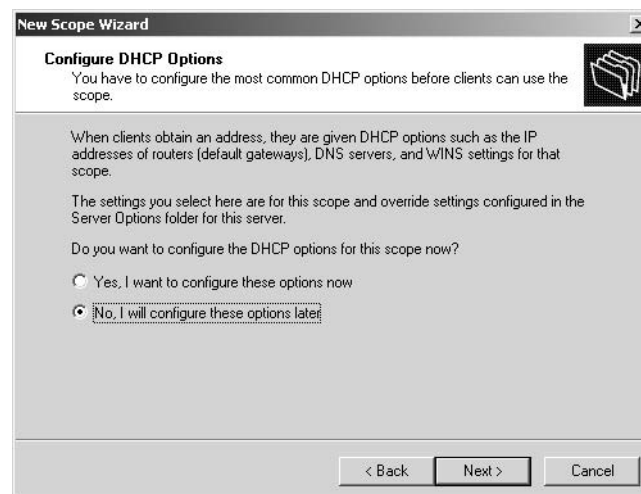 New Scope Wizard
Configure DHCP Options
You have to configure the most common DHCP options before clients can use the
scope.
When clients obtain an address, they are given DHCP options such as the IP
addresses of routers (default gateways), DNS servers, and WINS settings for that
scope.
The settings you select here are for this scope and override settings configured in the
Server Options folder for this server.
Do you want to configure the DHCP options for this scope now?
Yes, I want to configure these options now
No, I will configure these options later
< Back
Next >
Cancel